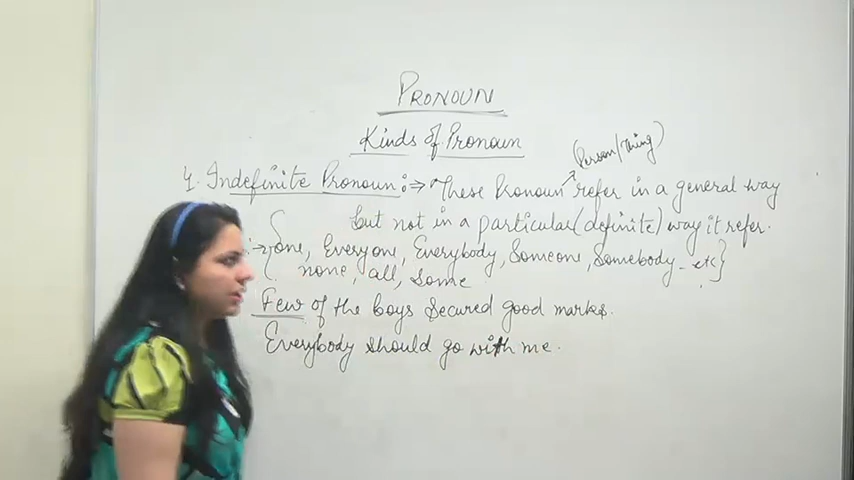 PRONOUN
Kinds of Pronoun
(Person/Thing)
4. Indefinite Pronoun :⇒ These Pronoun refer in a general way
but not in a particular (definite) way it refer.
:→ {one, Everyone, Everybody, Someone, Somebody - etc}
none, all, some
Few of the boys secured good marks.
Everybody should go with me.